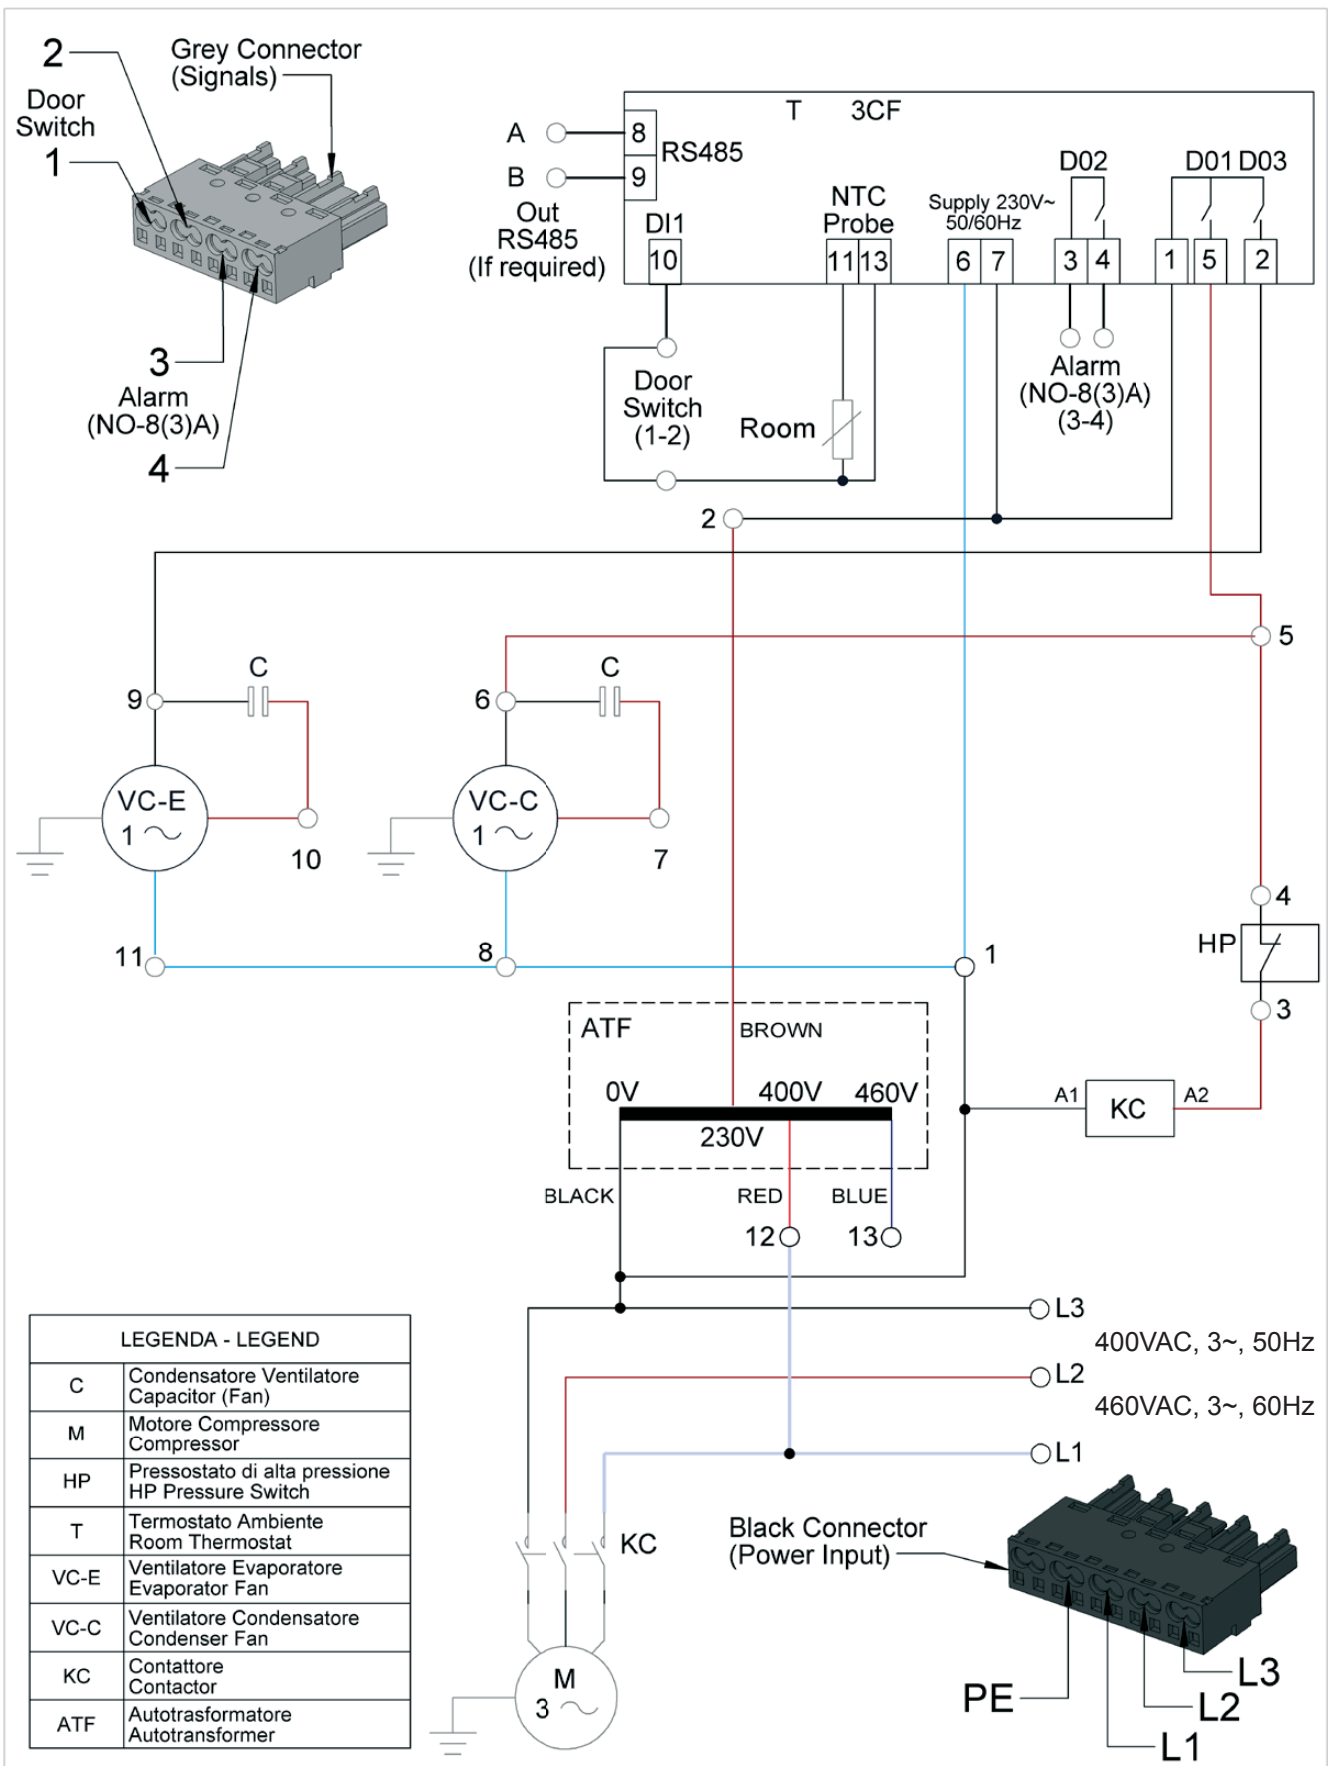 2
Grey Connector
(Signals)
Door
Switch
1
3
Alarm
(NO-8(3)A)
4
T 3CF
A
8
RS485
B
9
Out
RS485
(If required)
DI1
10
NTC
Probe
11 13
Supply 230V~
50/60Hz
6 7
D02
3 4
D01 D03
1 5 2
Door
Switch
(1-2)
Room
Alarm
(NO-8(3)A)
(3-4)
2
5
C
9
VC-E
1
10
11
C
6
VC-C
1
7
8
1
4
HP
3
ATF
BROWN
0V
400V
460V
230V
A1
KC
A2
BLACK
RED
BLUE
12
13
L3
400VAC, 3~, 50Hz
L2
460VAC, 3~, 60Hz
L1
LEGENDA - LEGEND
C
Condensatore Ventilatore
Capacitor (Fan)
M
Motore Compressore
Compressor
HP
Pressostato di alta pressione
HP Pressure Switch
T
Termostato Ambiente
Room Thermostat
VC-E
Ventilatore Evaporatore
Evaporator Fan
VC-C
Ventilatore Condensatore
Condenser Fan
KC
Contattore
Contactor
ATF
Autotrasformatore
Autotransformer
KC
M
3
Black Connector
(Power Input)
PE
L3
L2
L1